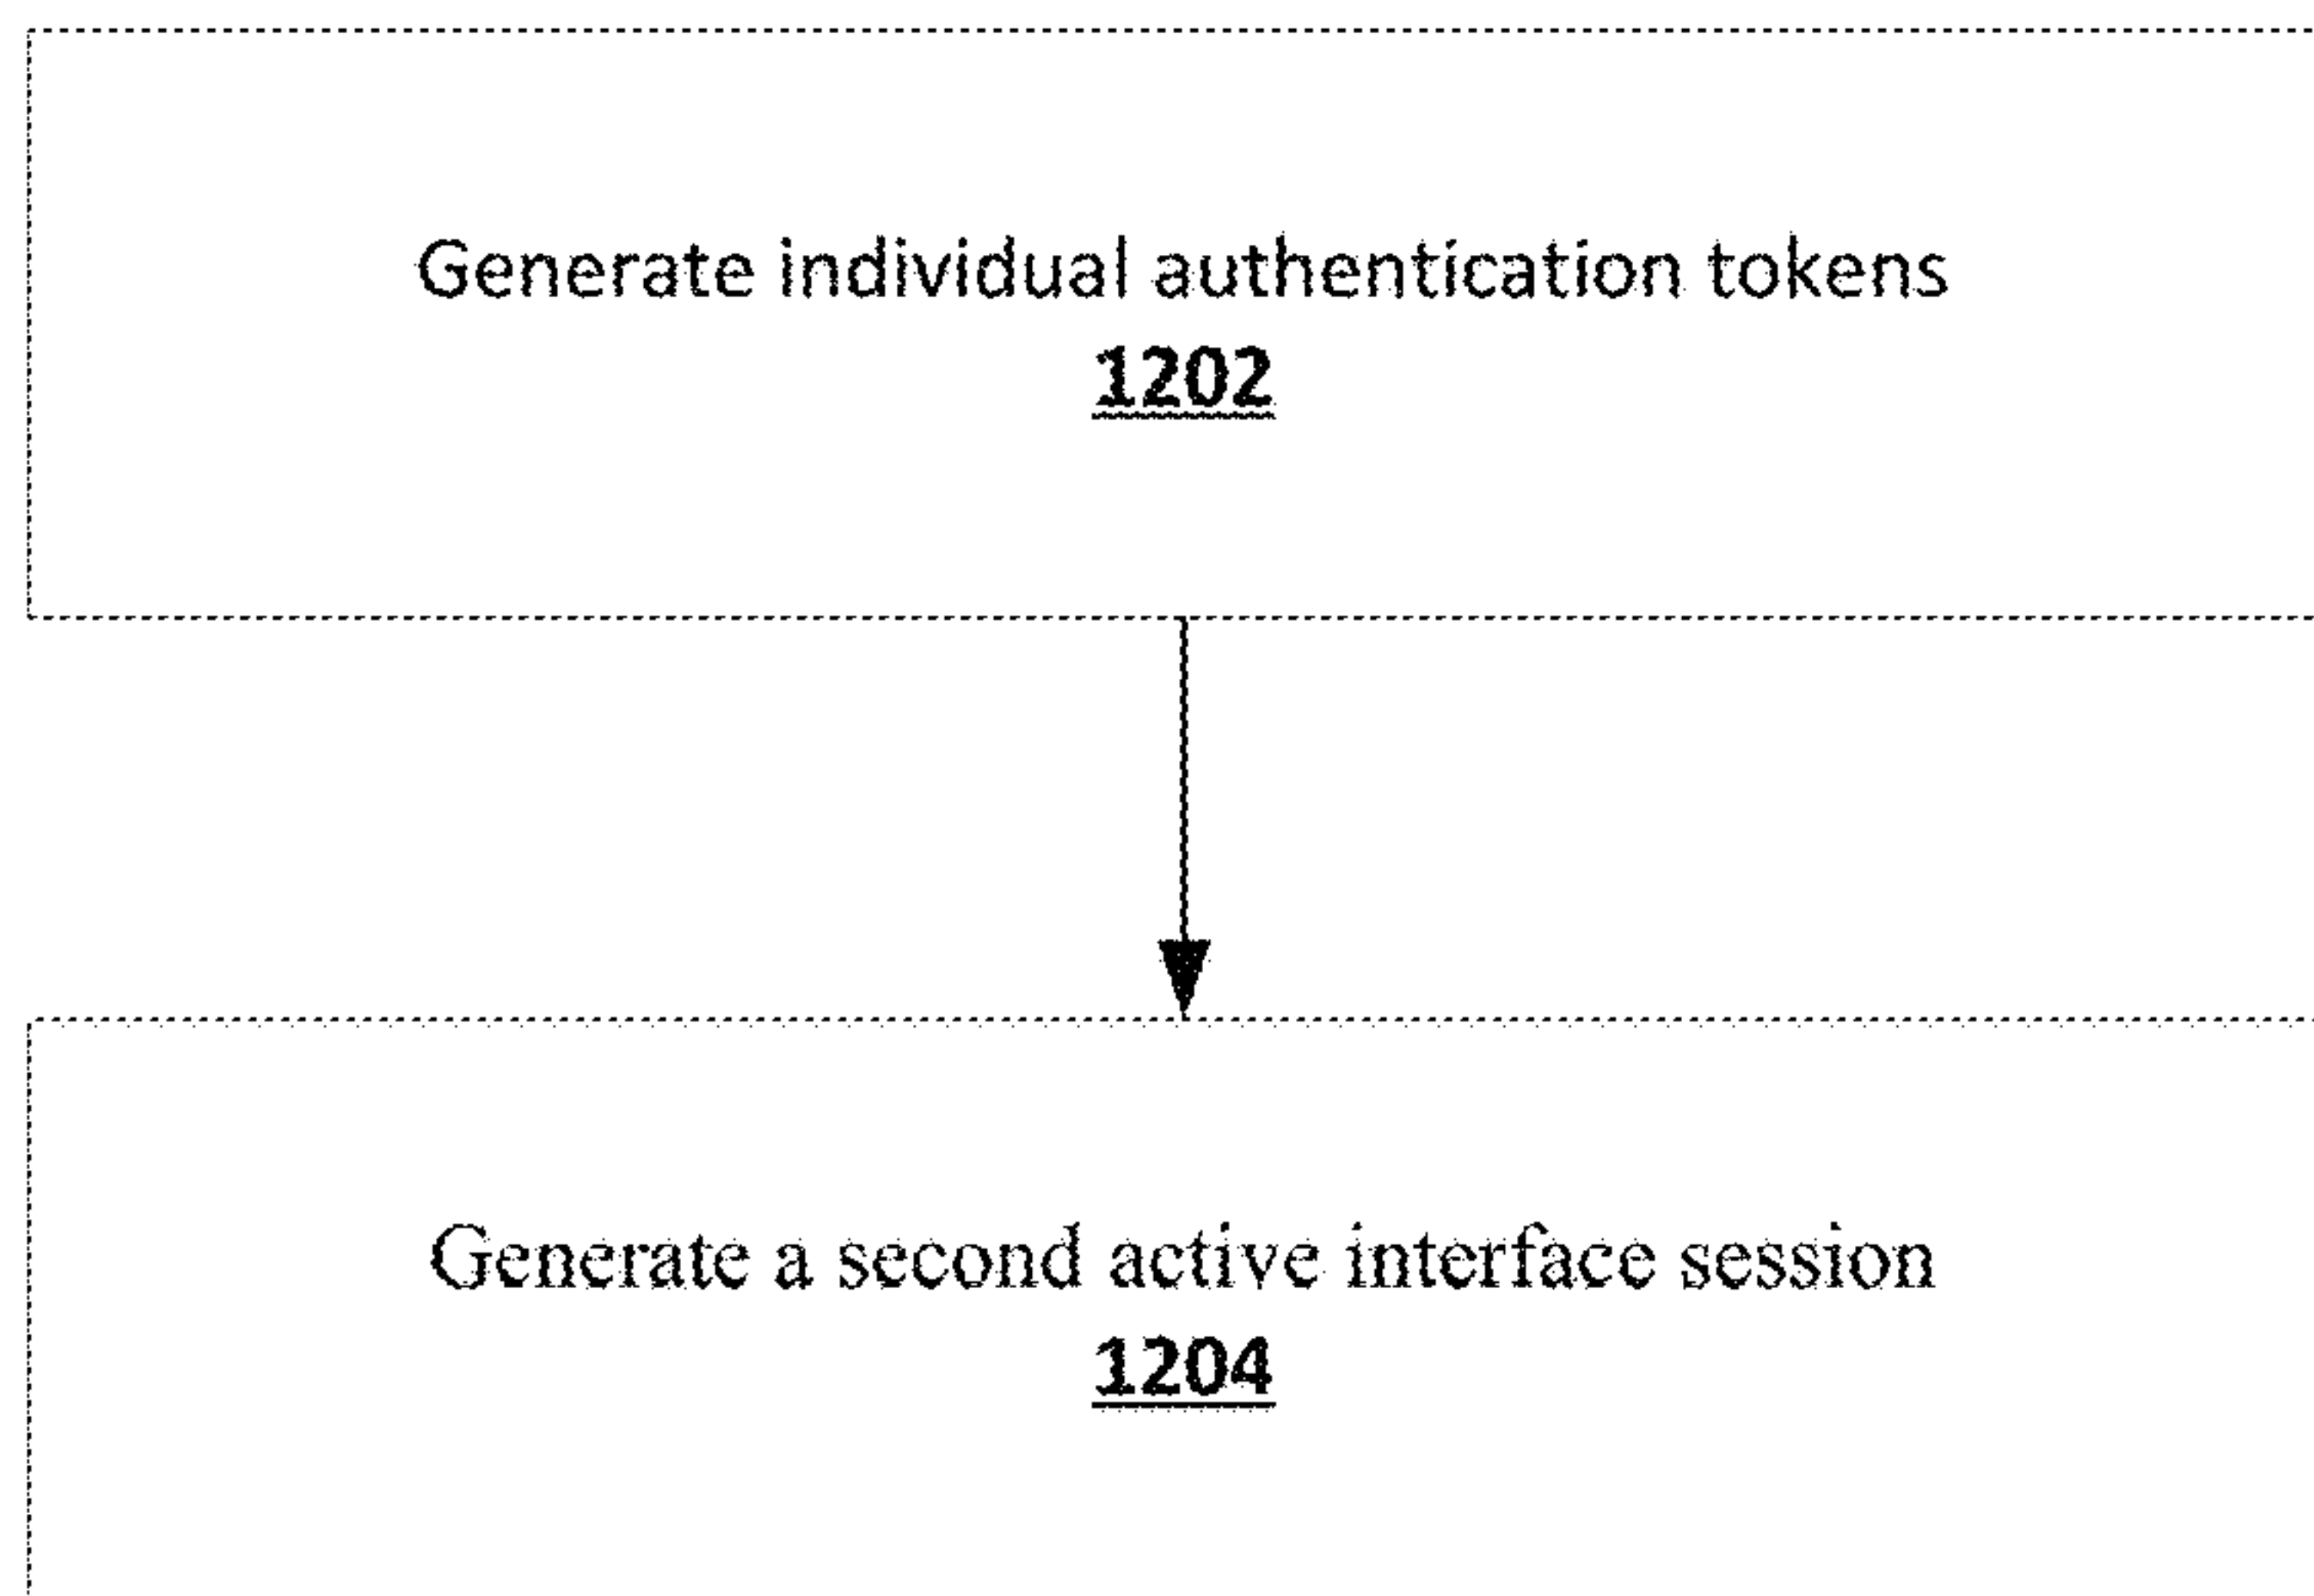 Generate individual authentication tokens
1202
Generate a second active interface session
1204